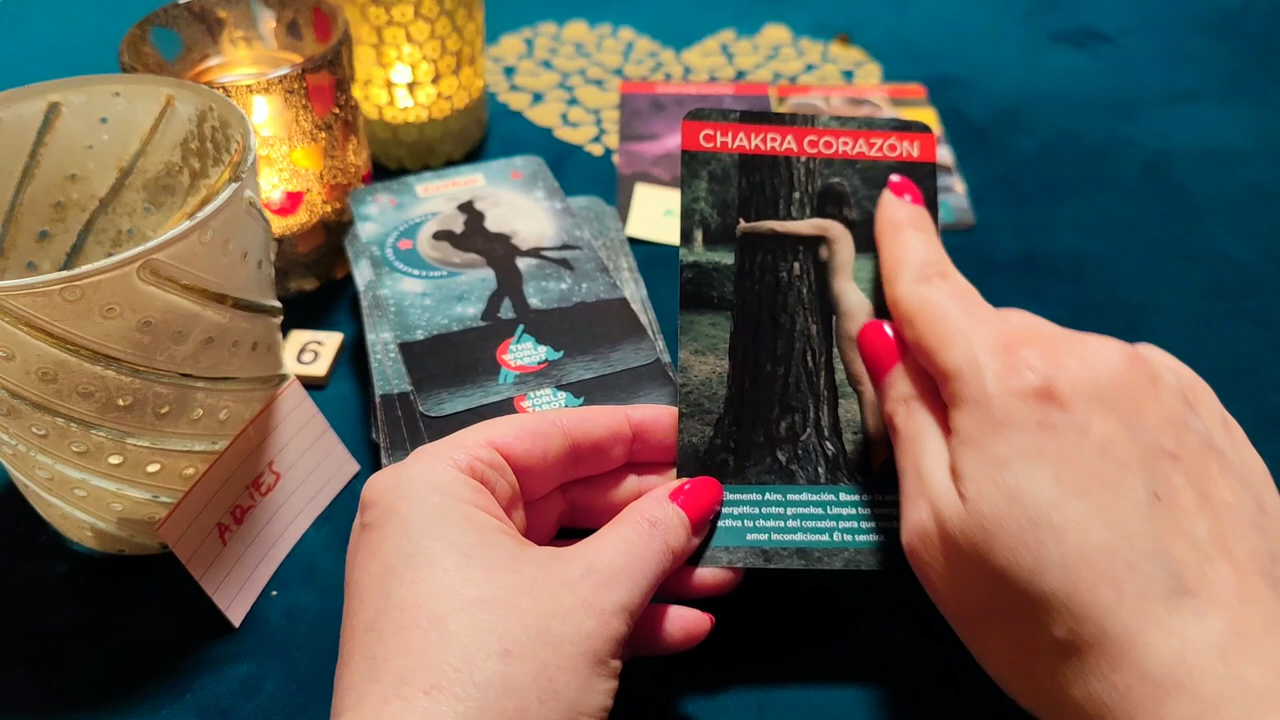 CHAKRA CORAZÓN
Elemento Aire, meditación. Base de la
energética entre gemelos. Limpia tus
activa tu chakra del corazón para que
amor incondicional. Él te sentirá
Esther
THE WORLD
TAROT
THE WORLD
TAROT
6
ARIES